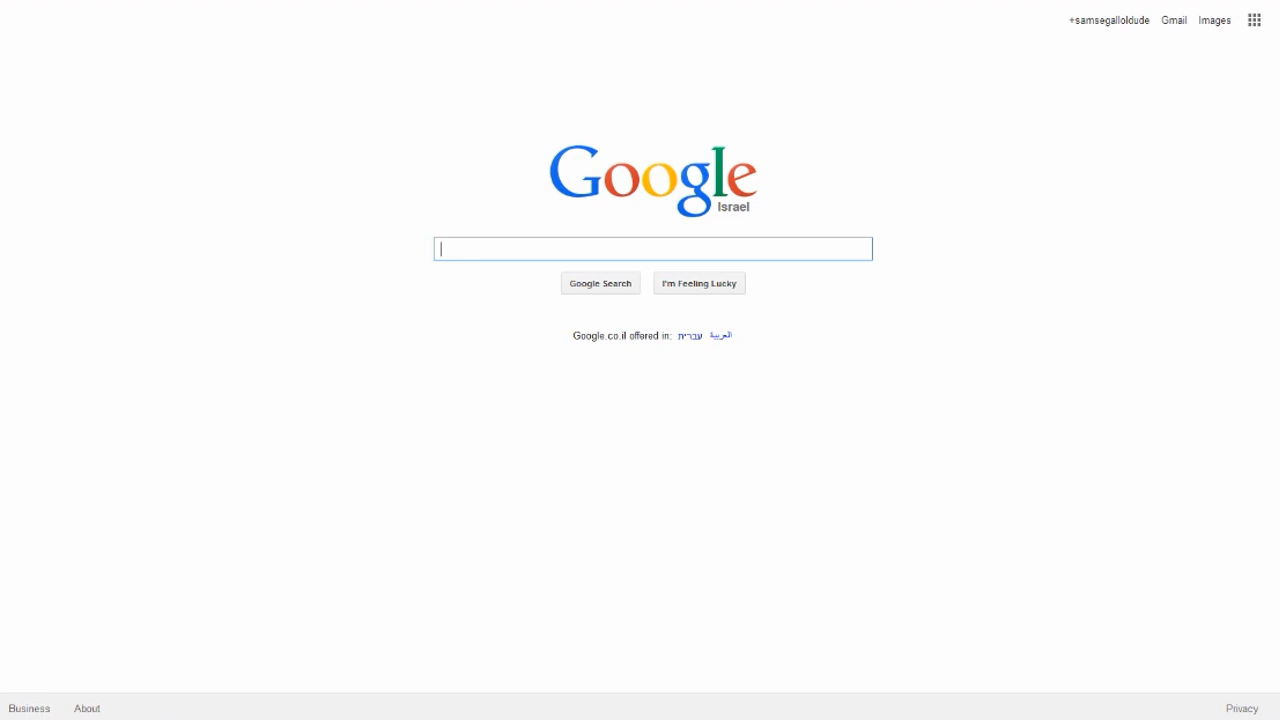 +samsegalloldude Gmail Images
Google
Israel
Google Search I'm Feeling Lucky
Google.co.il offered in: עברית العربية
Business About Privacy